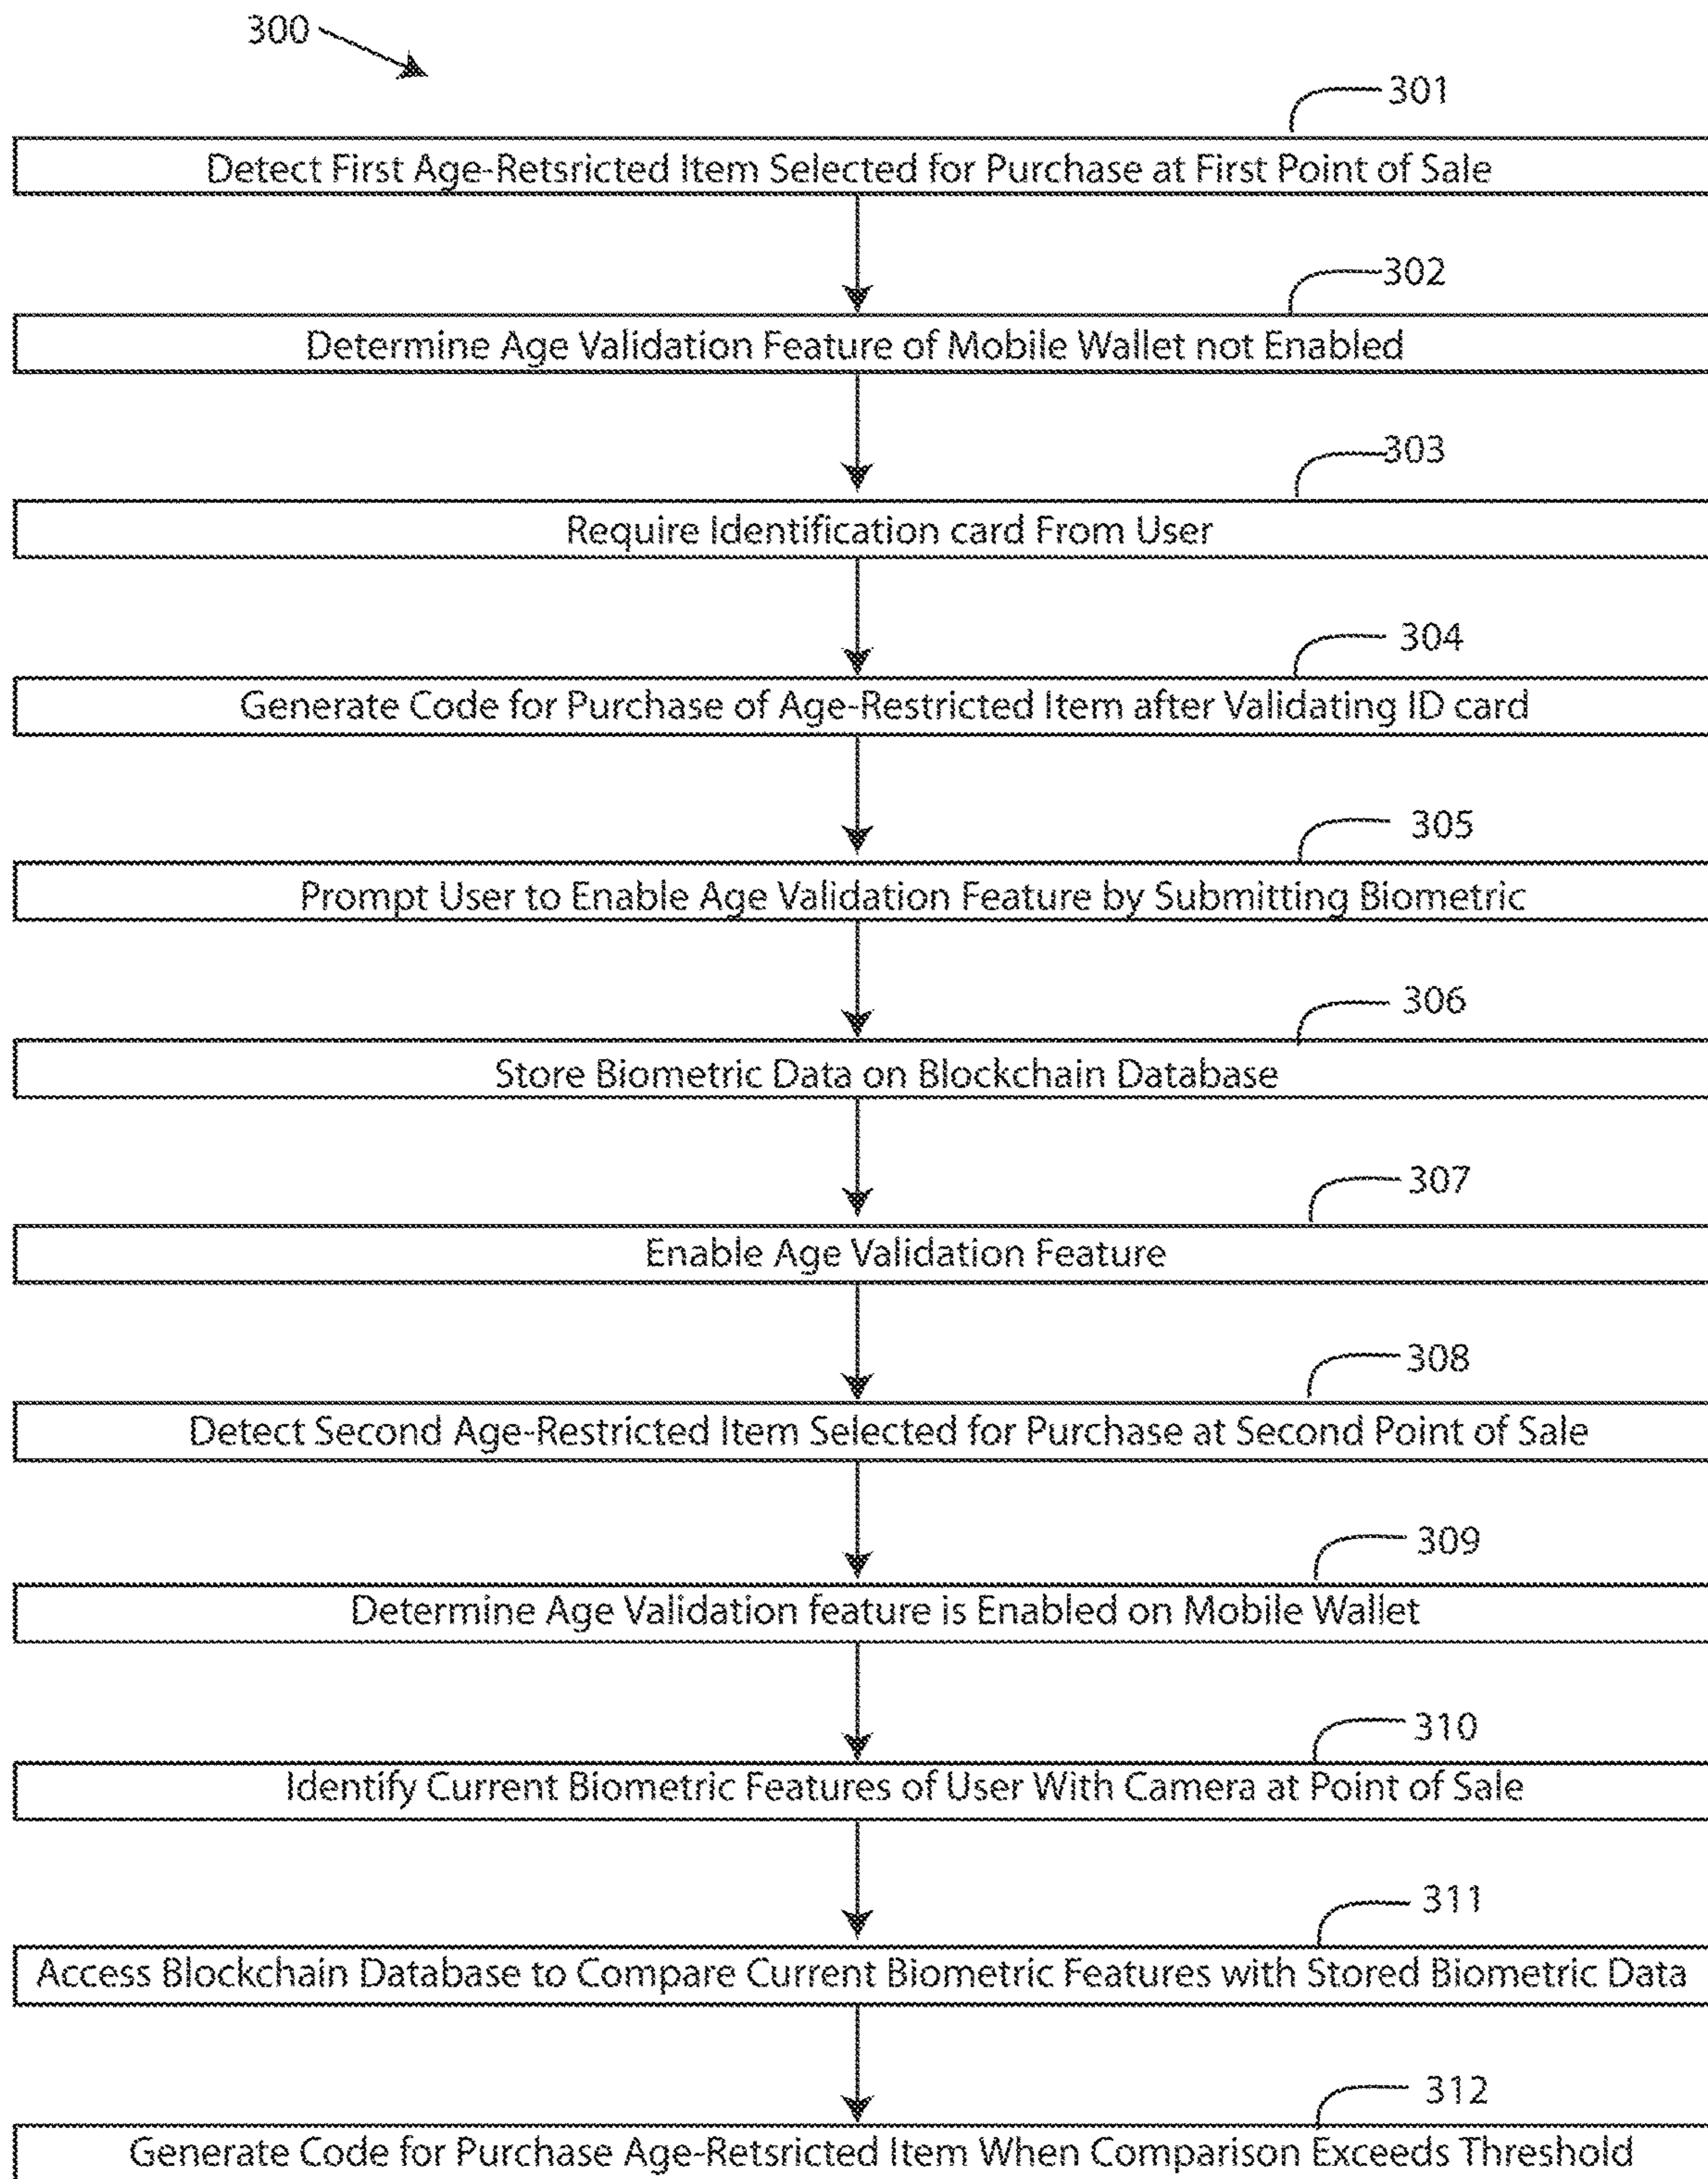 300
301
Detect First Age-Retsricted Item Selected for Purchase at First Point of Sale
302
Determine Age Validation Feature of Mobile Wallet not Enabled
303
Require Identification card From User
304
Generate Code for Purchase of Age-Restricted Item after Validating ID card
305
Prompt User to Enable Age Validation Feature by Submitting Biometric
306
Store Biometric Data on Blockchain Database
307
Enable Age Validation Feature
308
Detect Second Age-Restricted Item Selected for Purchase at Second Point of Sale
309
Determine Age Validation feature is Enabled on Mobile Wallet
310
Identify Current Biometric Features of User With Camera at Point of Sale
311
Access Blockchain Database to Compare Current Biometric Features with Stored Biometric Data
312
Generate Code for Purchase Age-Retsricted Item When Comparison Exceeds Threshold